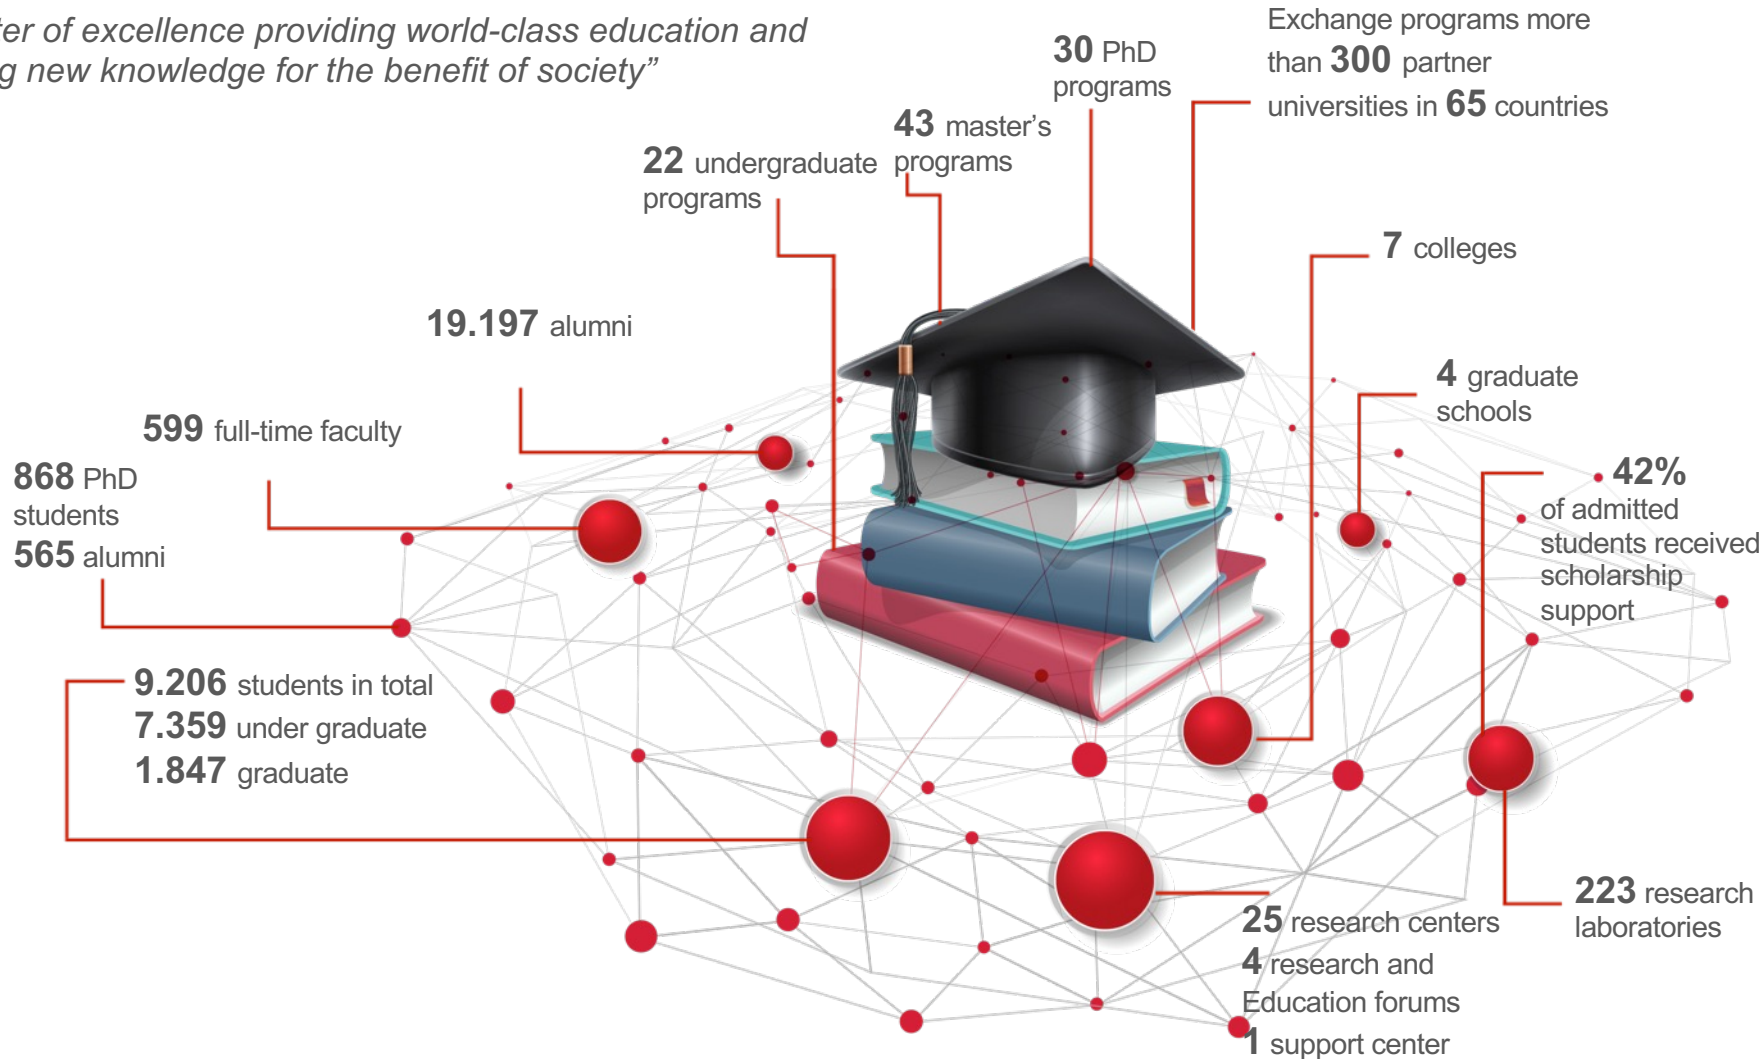 ter of excellence providing world-class education and
g new knowledge for the benefit of society”
30 PhD
programs
Exchange programs more
than 300 partner
universities in 65 countries
43 master’s
programs
22 undergraduate
programs
7 colleges
19.197 alumni
4 graduate
schools
599 full-time faculty
868 PhD
students
565 alumni
42%
of admitted
students received
scholarship
support
9.206 students in total
7.359 under graduate
1.847 graduate
223 research
laboratories
25 research centers
4 research and
Education forums
1 support center